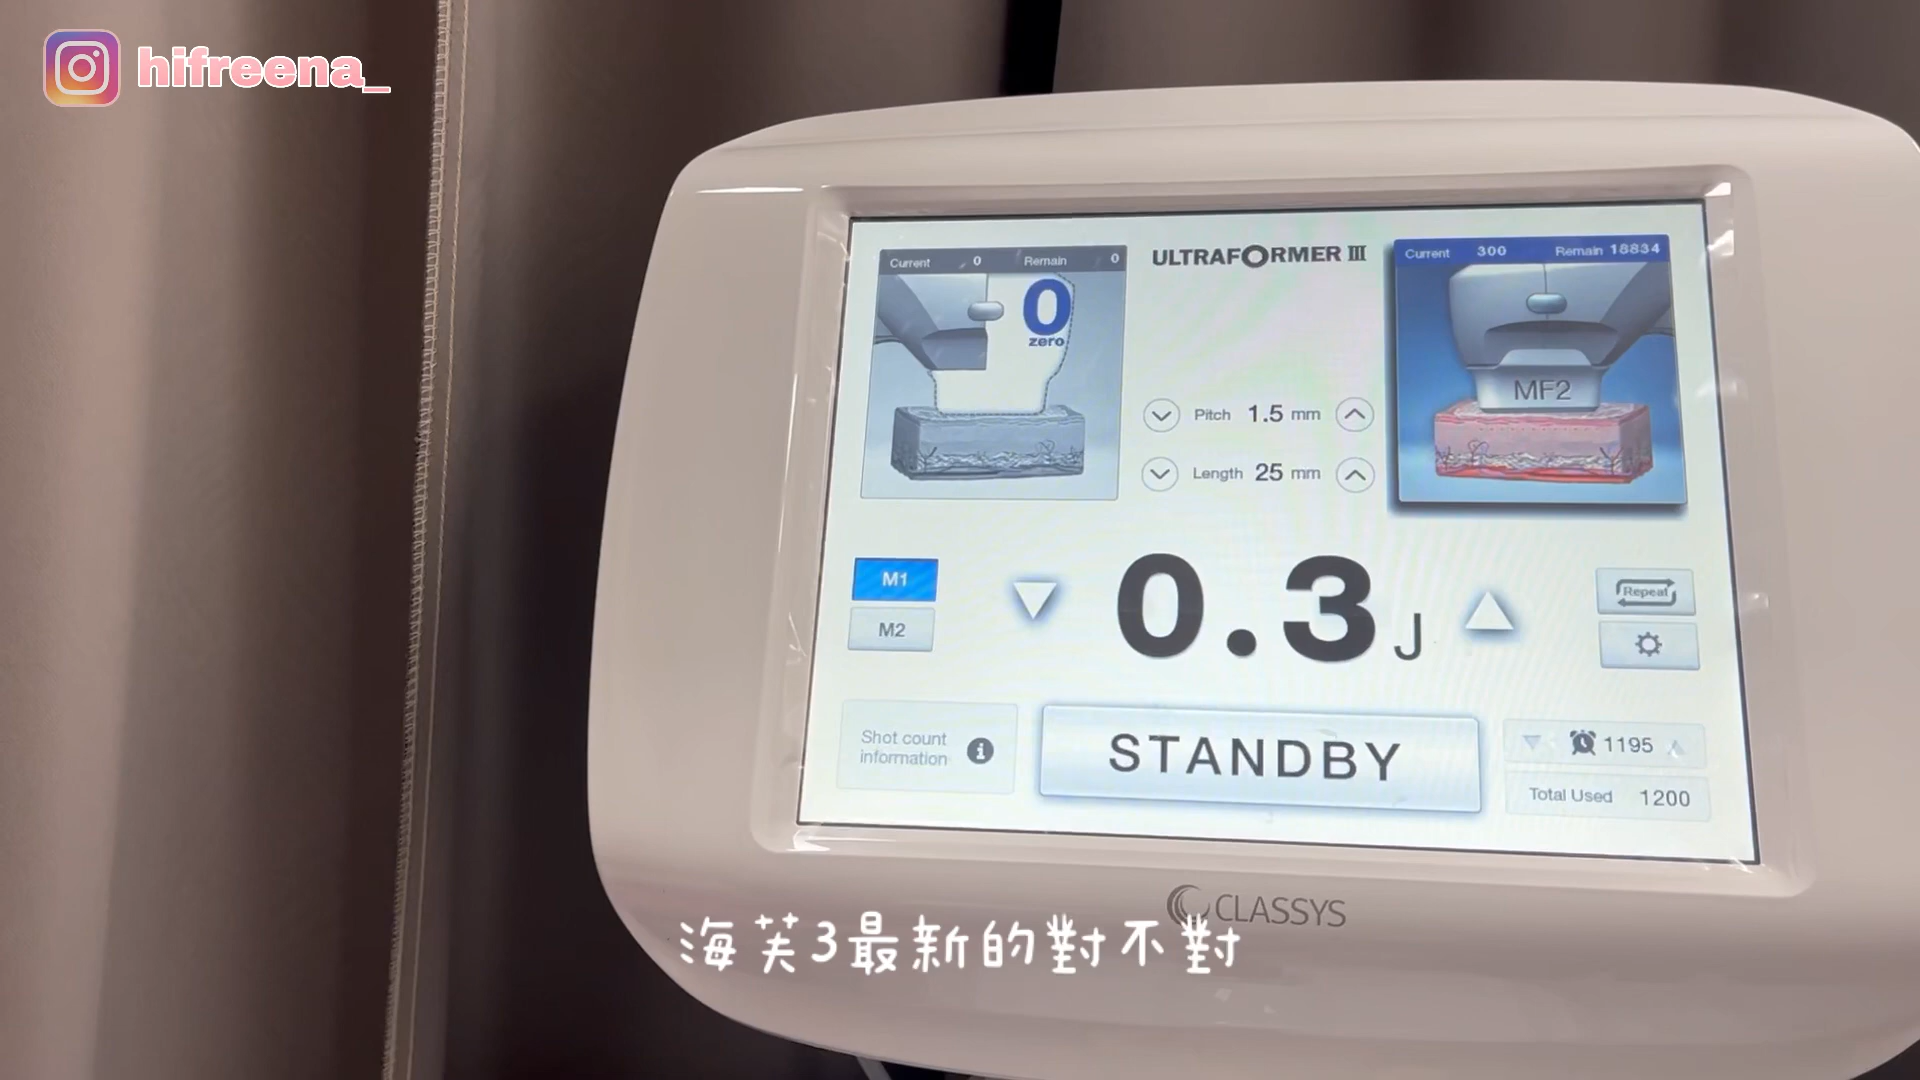 hifreena_
Current 0 Remain 0
0
zero
ULTRAFORMER III
Current 300 Remain 18834
MF2
Pitch 1.5 mm
Length 25 mm
M1
M2
0.3 J
Repeat
Shot count
information
STANDBY
1195
Total Used 1200
CLASSYS
海芙3最新的對不對